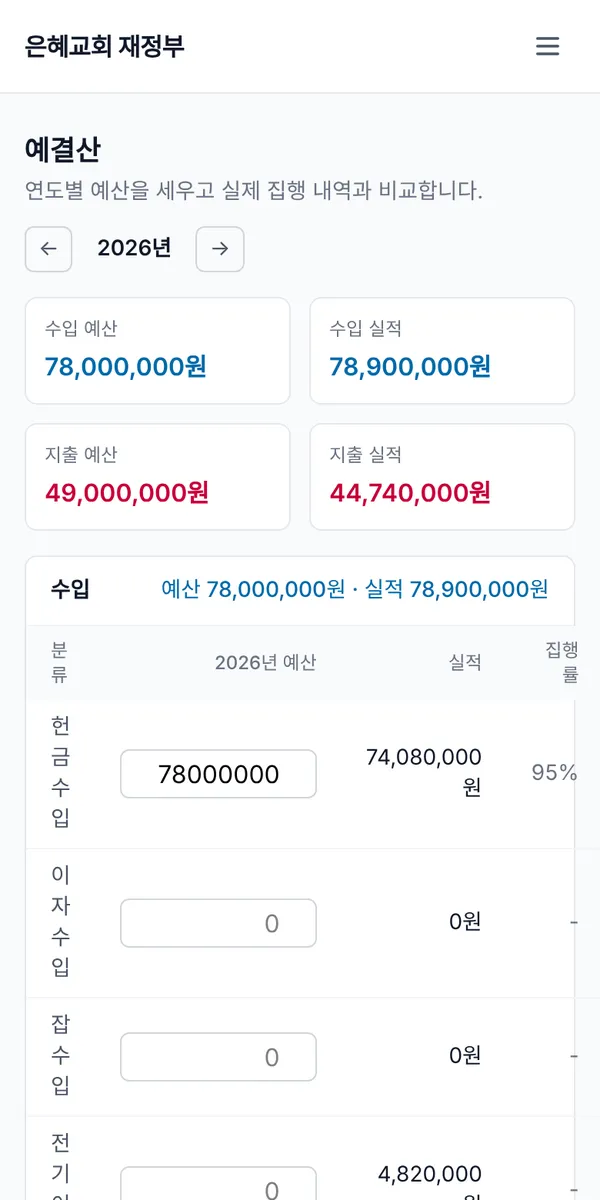 은혜교회 재정부
예결산
연도별 예산을 세우고 실제 집행 내역과 비교합니다.
← 2026년 →
수입 예산
78,000,000원
수입 실적
78,900,000원
지출 예산
49,000,000원
지출 실적
44,740,000원
수입 예산 78,000,000원 · 실적 78,900,000원
분류 2026년 예산 실적 집행률
헌금수입 78000000 74,080,000원 95%
이자수입 0 0원 -
잡수입 0 0원 -
전기 0 4,820,000 -